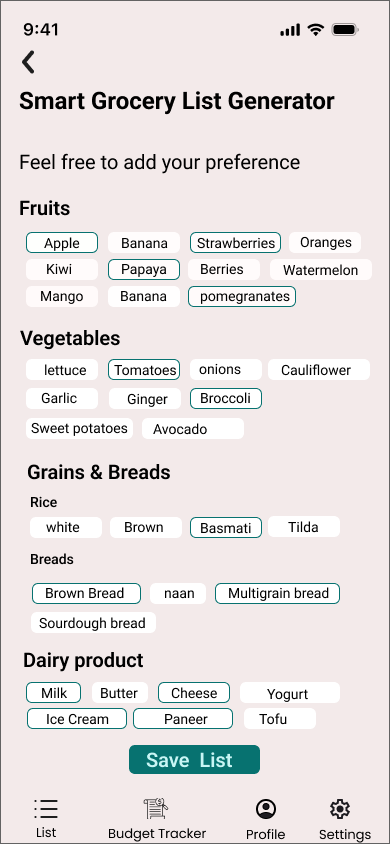 9:41
Smart Grocery List Generator
Feel free to add your preference
Fruits
Apple Banana Strawberries Oranges
Kiwi Papaya Berries Watermelon
Mango Banana pomegranates
Vegetables
lettuce Tomatoes onions Cauliflower
Garlic Ginger Broccoli
Sweet potatoes Avocado
Grains & Breads
Rice
white Brown Basmati Tilda
Breads
Brown Bread naan Multigrain bread
Sourdough bread
Dairy product
Milk Butter Cheese Yogurt
Ice Cream Paneer Tofu
Save List
List Budget Tracker Profile Settings